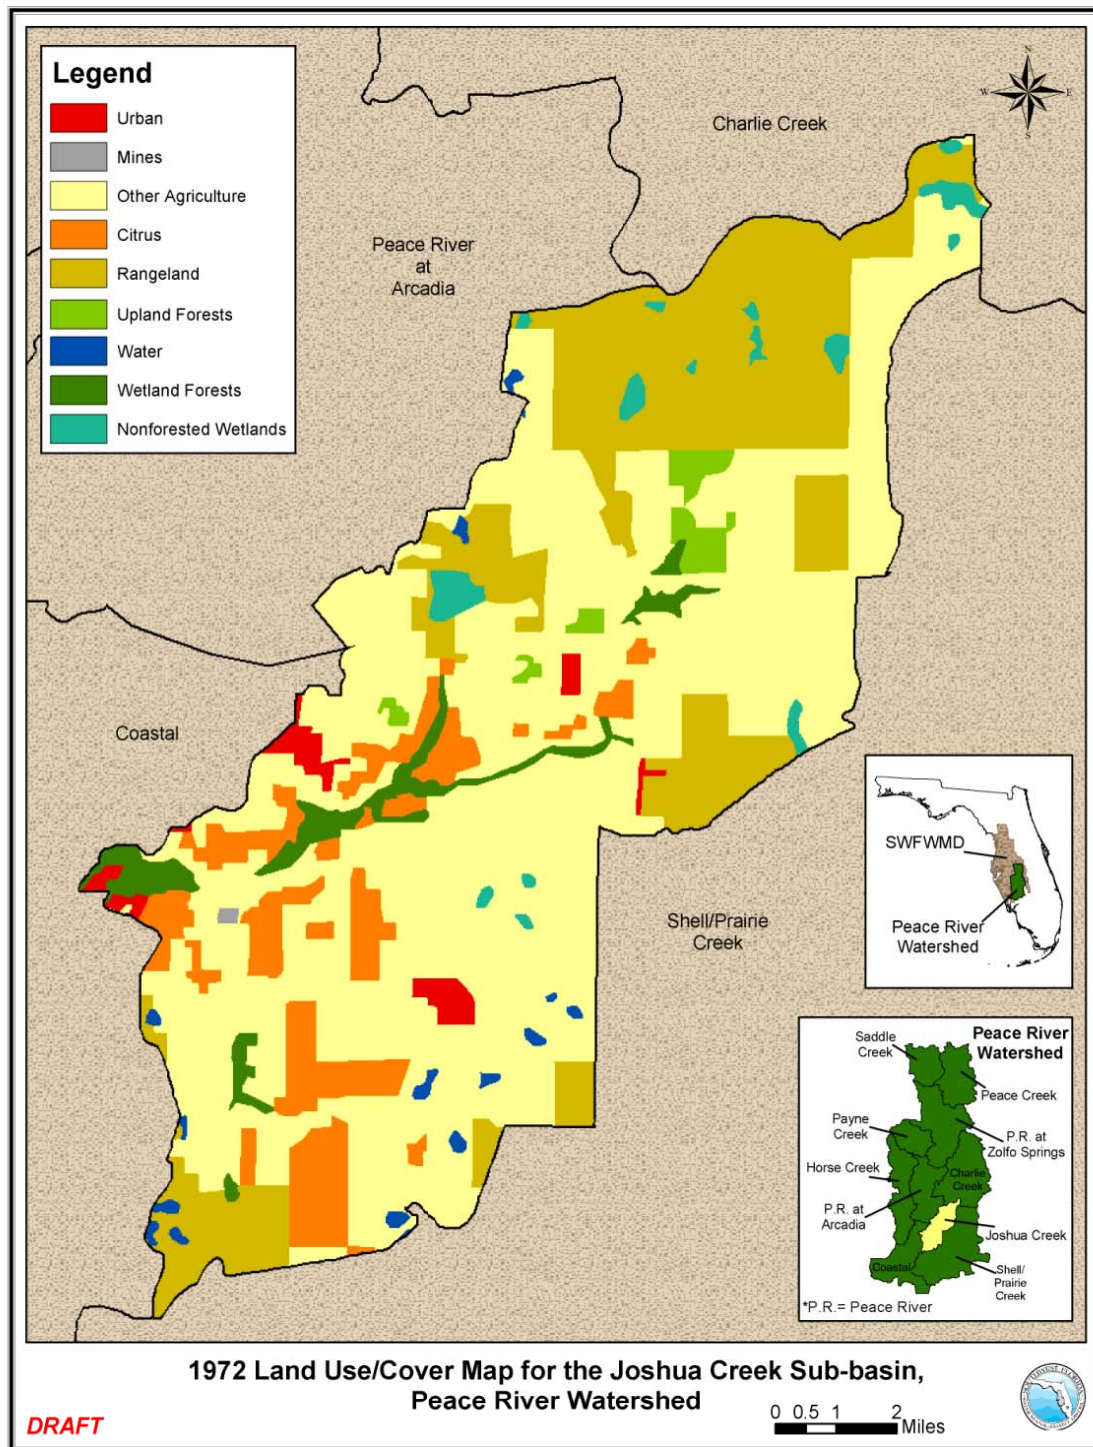 Legend
Urban
Mines
Other Agriculture
Citrus
Rangeland
Upland Forests
Water
Wetland Forests
Nonforested Wetlands
N
W
E
S
Charlie Creek
Peace River
at
Arcadia
Coastal
Shell/Prairie
Creek
SWFWMD
Peace River
Watershed
Peace River
Watershed
Saddle
Creek
Peace Creek
Payne
Creek
P.R. at
Zolfo Springs
Horse Creek
Charlie
Creek
P.R. at
Arcadia
Joshua Creek
Coastal
Shell/
Prairie
Creek
*P.R.= Peace River
1972 Land Use/Cover Map for the Joshua Creek Sub-basin,
Peace River Watershed
DRAFT
0 0.5 1 2
Miles